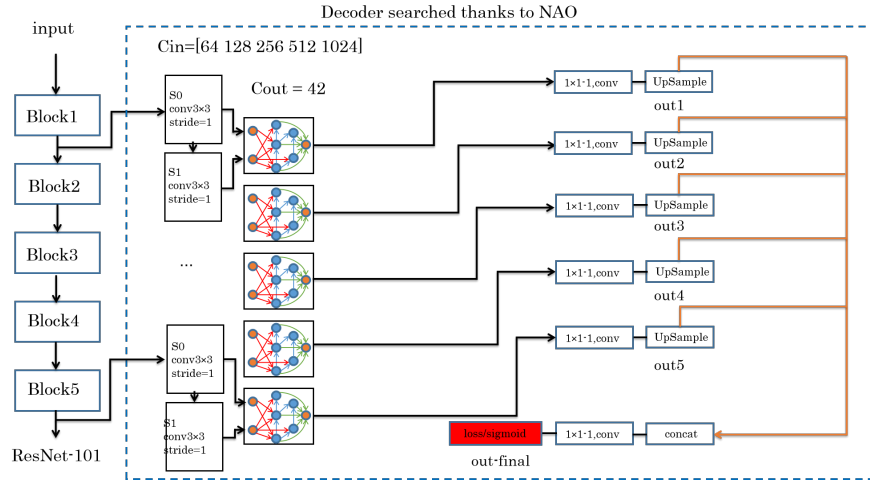 Decoder searched thanks to NAO
input
Cin=[64 128 256 512 1024]
Block1
Block2
Block3
Block4
Block5
ResNet-101
S0
conv3×3
stride=1
S1
conv3×3
stride=1
...
S0
conv3×3
stride=1
S1
conv3×3
stride=1
Cout = 42
1×1-1,conv
UpSample
out1
1×1-1,conv
UpSample
out2
1×1-1,conv
UpSample
out3
1×1-1,conv
UpSample
out4
1×1-1,conv
UpSample
out5
loss/sigmoid
1×1-1,conv
concat
out-final